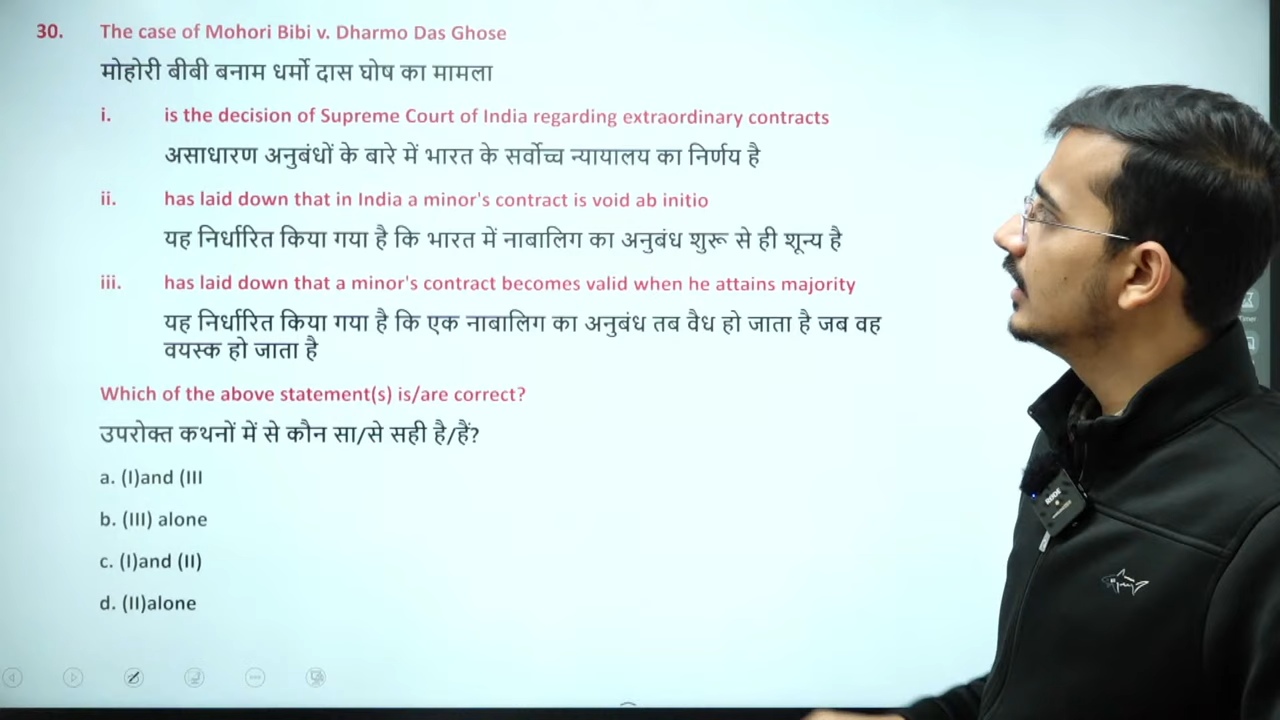 30. The case of Mohori Bibi v. Dharmo Das Ghose
मोहोरी बीबी बनाम धर्मो दास घोष का मामला
i. is the decision of Supreme Court of India regarding extraordinary contracts
असाधारण अनुबंधों के बारे में भारत के सर्वोच्च न्यायालय का निर्णय है
ii. has laid down that in India a minor's contract is void ab initio
यह निर्धारित किया गया है कि भारत में नाबालिग का अनुबंध शुरू से ही शून्य है
iii. has laid down that a minor's contract becomes valid when he attains majority
यह निर्धारित किया गया है कि एक नाबालिग का अनुबंध तब वैध हो जाता है जब वह
वयस्क हो जाता है
Which of the above statement(s) is/are correct?
उपरोक्त कथनों में से कौन सा/से सही है/हैं?
a. (I)and (III
b. (III) alone
c. (I)and (II)
d. (II)alone
RODE